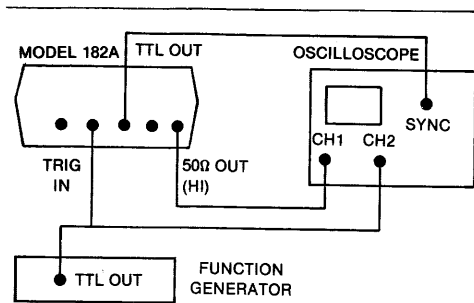 MODEL 182A
TTL OUT
OSCILLOSCOPE
SYNC
CH1
CH2
TRIG
IN
50Ω OUT
(HI)
TTL OUT
FUNCTION
GENERATOR